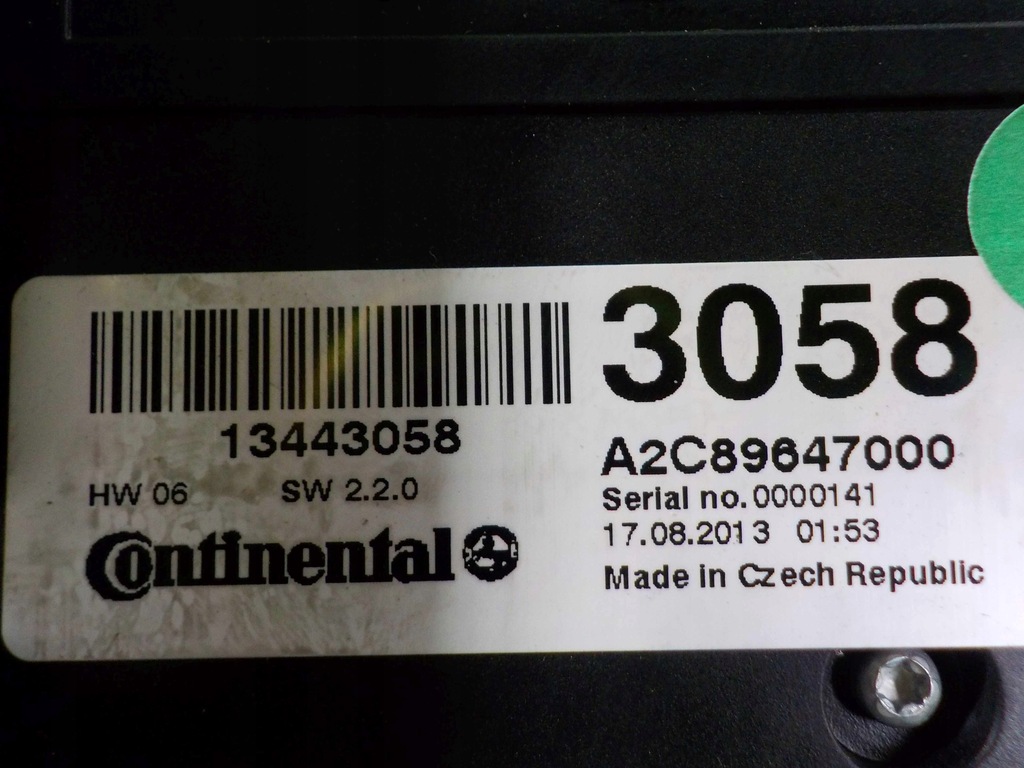 3058
13443058
A2C89647000
HW 06 SW 2.2.0
Serial no.0000141
17.08.2013 01:53
Continental
Made in Czech Republic